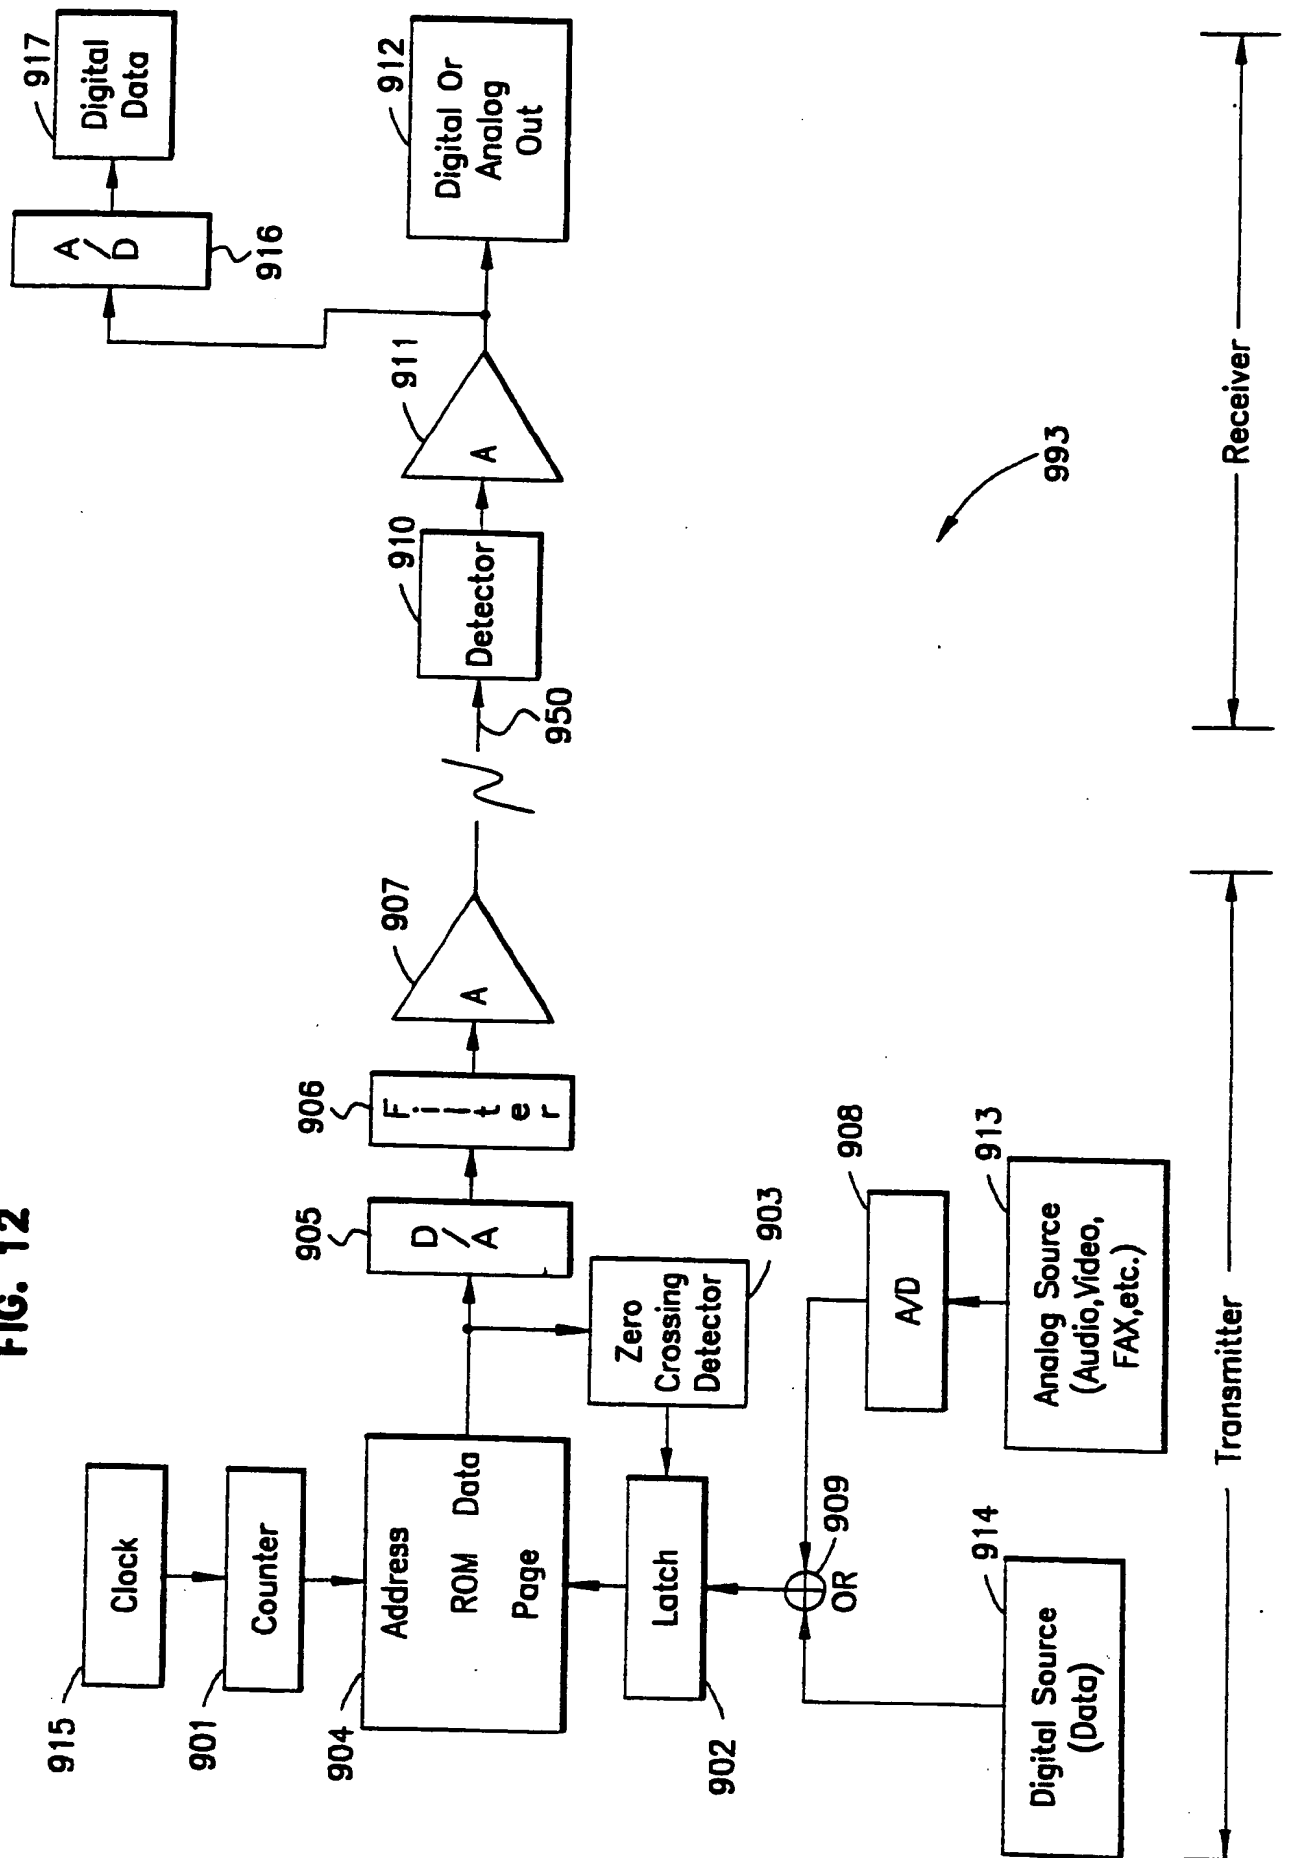 FIG. 12
915
Clock
901
Counter
904
Address
ROM Data
Page
905
D/A
906
Filter
907
A
950
910
Detector
911
A
916
A/D
917
Digital
Data
912
Digital Or
Analog
Out
903
Zero
Crossing
Detector
902
Latch
909
OR
908
A/D
913
Analog Source
(Audio,Video,
FAX,etc.)
914
Digital Source
(Data)
993
Transmitter
Receiver